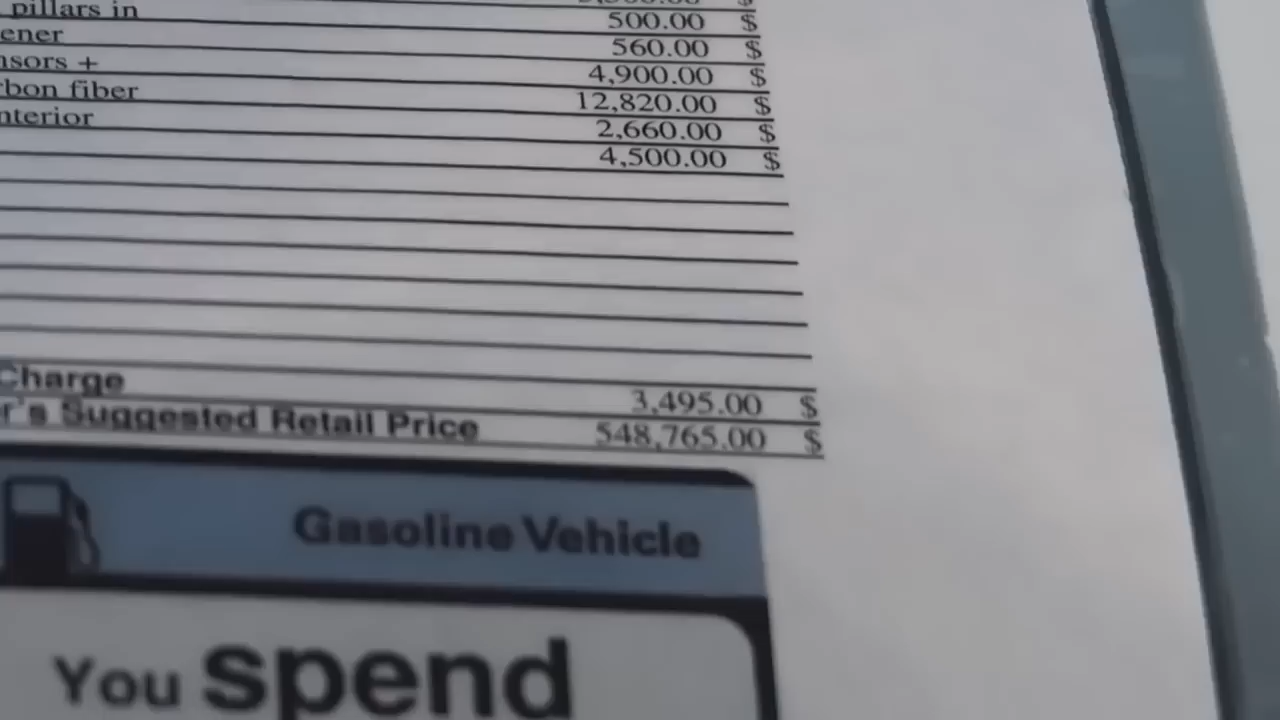 pillars in 500.00 $
ener 560.00 $
nsors + 4,900.00 $
rbon fiber 12,820.00 $
nterior 2,660.00 $
4,500.00 $
Charge 3,495.00 $
r's Suggested Retail Price 548,765.00 $
Gasoline Vehicle
You spend